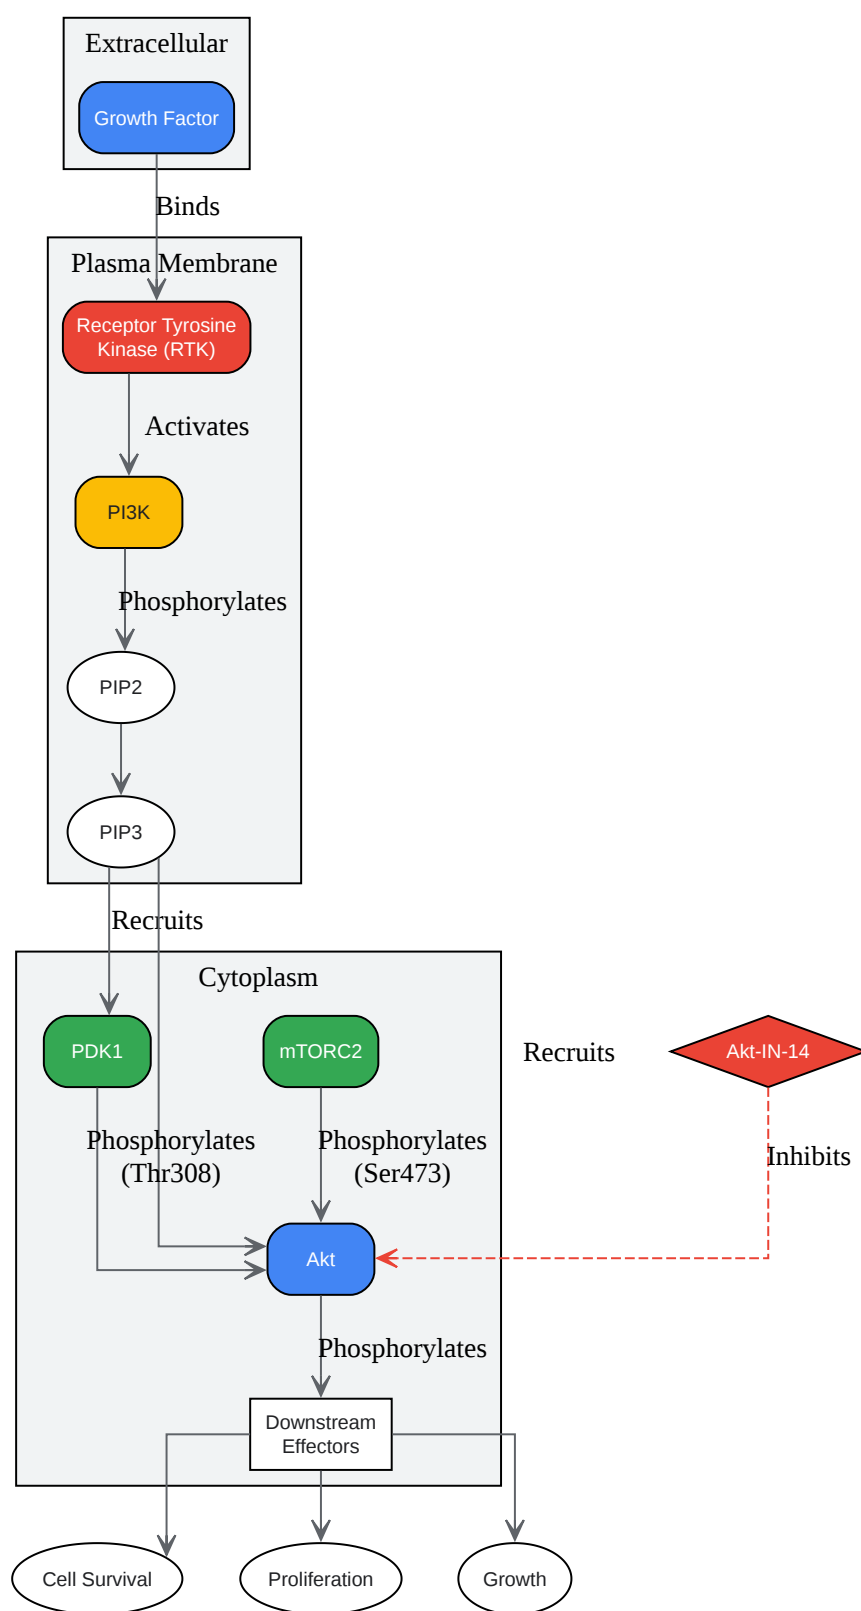 Extracellular
Growth Factor
Binds
Plasma Membrane
Receptor Tyrosine
Kinase (RTK)
Activates
PI3K
Phosphorylates
PIP2
PIP3
Recruits
Cytoplasm
PDK1
mTORC2
Recruits
Akt-IN-14
Phosphorylates
(Thr308)
Phosphorylates
(Ser473)
Inhibits
Akt
Phosphorylates
Downstream
Effectors
Cell Survival
Proliferation
Growth